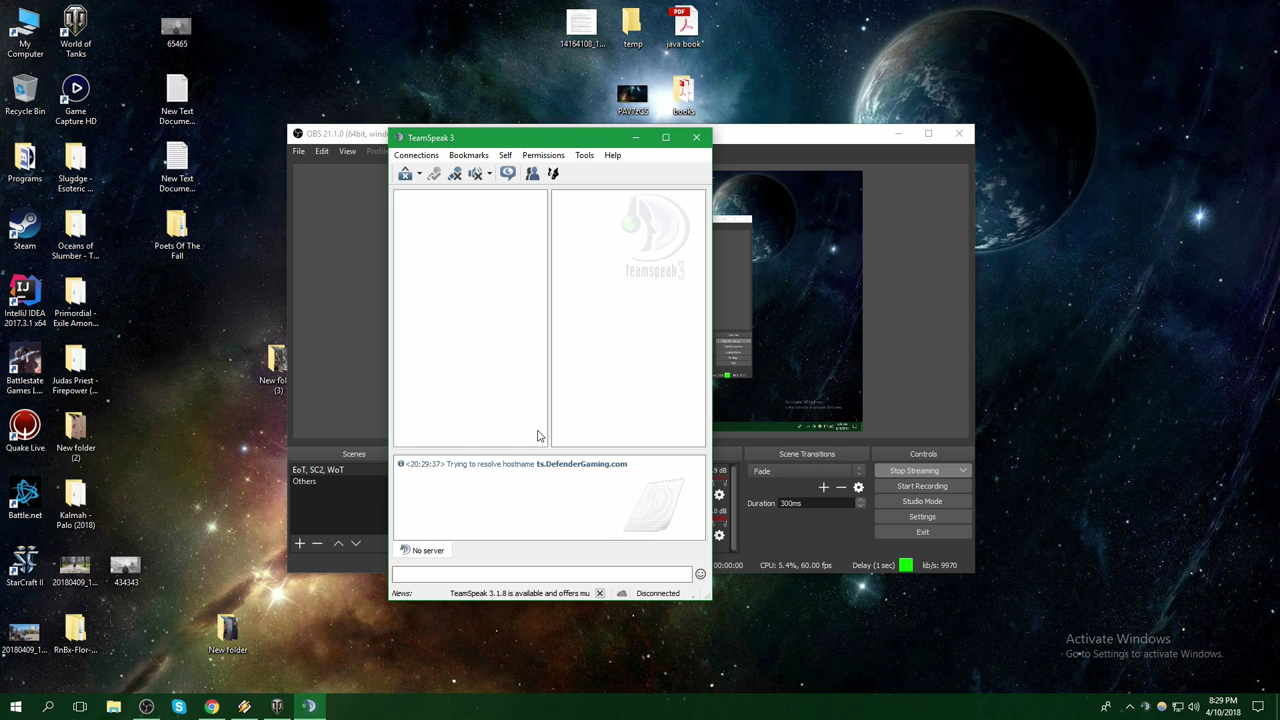 My
Computer
World of
Tanks
65465
14164108_1...
temp
PDF
java book"
Recycle Bin
Game
Capture HD
New Text
Docume...
PAV7zGS
books
Programs
Slugdge -
Esoteric ...
New Text
Docume...
Steam
Oceans of
Slumber - T...
Poets Of The
Fall
IntelliJ IDEA
2017.3.1 x64
Primordial -
Exile Amon...
Battlestate
Games L...
Judas Priest -
Firepower (...
New fol
(3)
New folder
(2)
Battle.net
Kalmah -
Palo (2018)
StarCraft II
20180409_1...
434343
20180409_1...
RnBx-Flor-...
New folder
OBS 21.1.0 (64bit, wind
File
Edit
View
Profile
TeamSpeak 3
Connections
Bookmarks
Self
Permissions
Tools
Help
teamspeak3
<20:29:37> Trying to resolve hostname ts.DefenderGaming.com
No server
News:
TeamSpeak 3.1.8 is available and offers mu
Disconnected
Scenes
EoT, SC2, WoT
Others
Scene Transitions
Fade
Duration
300ms
Controls
Stop Streaming
Start Recording
Studio Mode
Settings
Exit
CPU: 5.4%, 60.00 fps
Delay (1 sec)
kb/s: 9970
Activate Windows
Go to Settings to activate Windows.
8:29 PM
4/10/2018